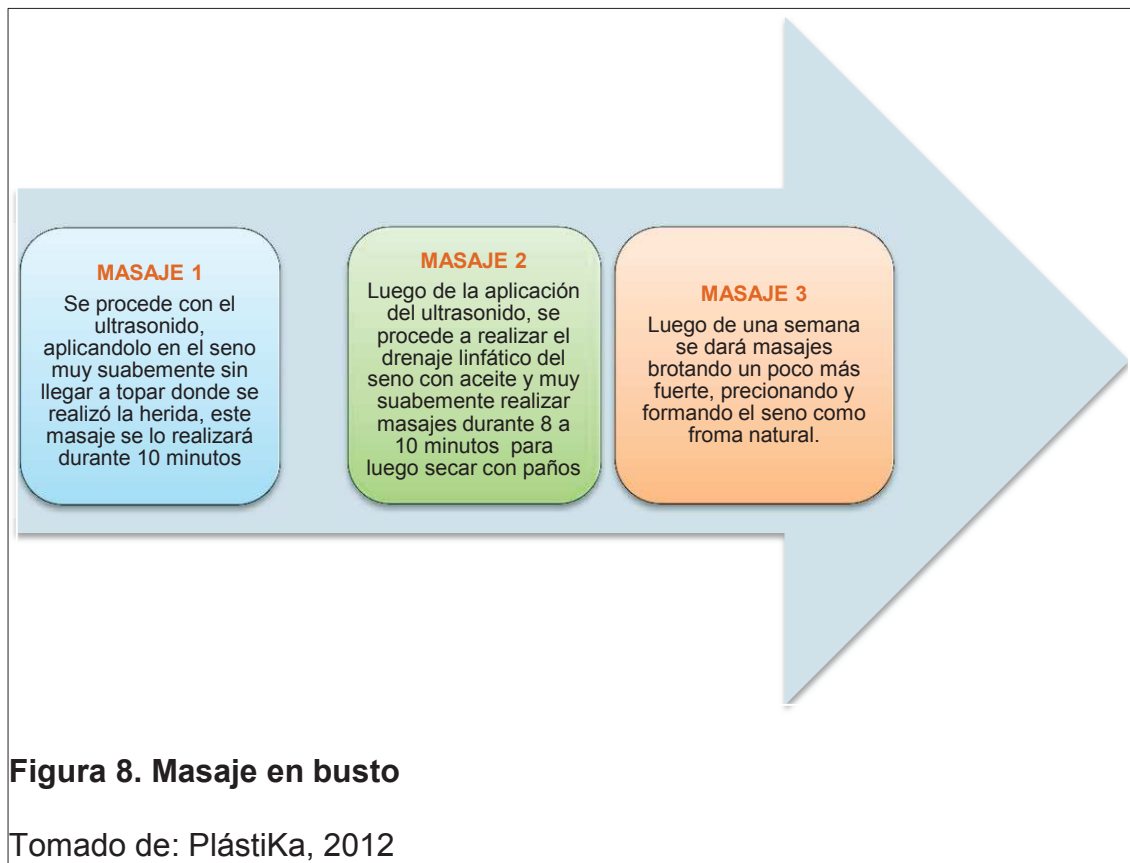 MASAJE 1
Se procede con el
ultrasonido,
aplicandolo en el seno
muy suabemente sin
llegar a topar donde se
realizó la herida, este
masaje se lo realizará
durante 10 minutos
MASAJE 2
Luego de la aplicación
del ultrasonido, se
procede a realizar el
drenaje linfático del
seno con aceite y muy
suabemente realizar
masajes durante 8 a
10 minutos para
luego secar con paños
MASAJE 3
Luego de una semana
se dará masajes
brotando un poco más
fuerte, precionando y
formando el seno como
froma natural.
Figura 8. Masaje en busto
Tomado de: PlástiKa, 2012